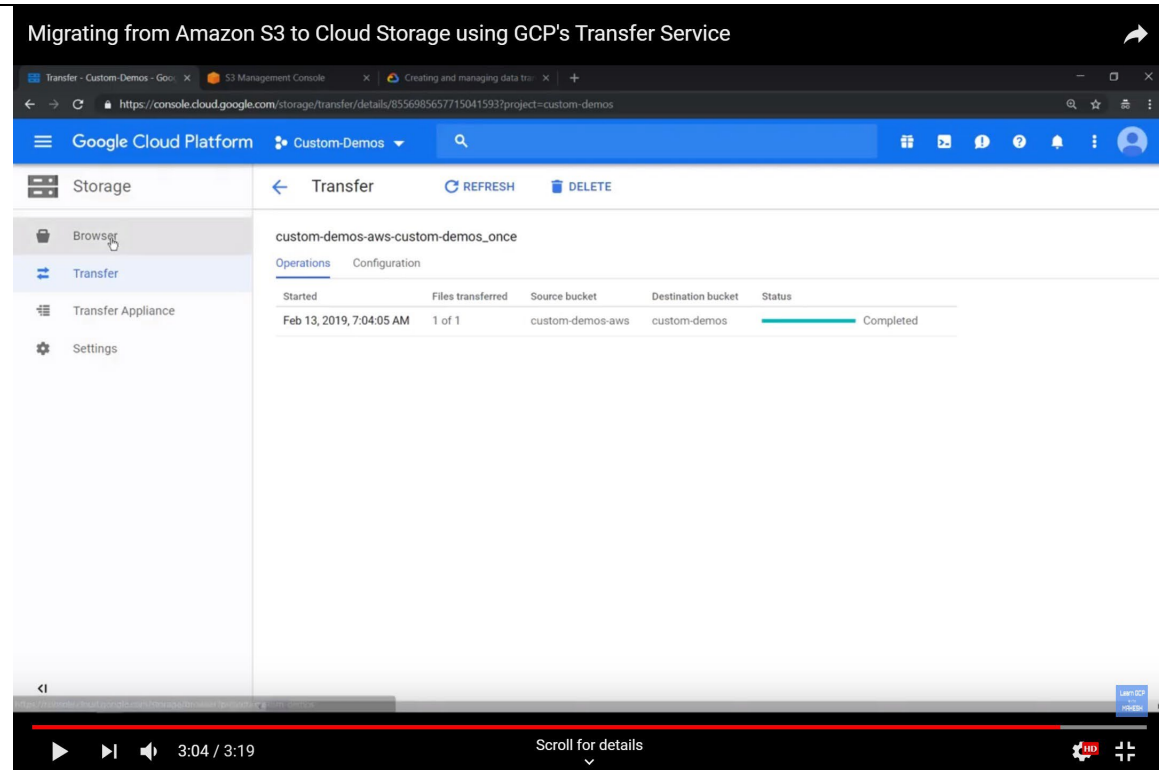 Migrating from Amazon S3 to Cloud Storage using GCP's Transfer Service
Transfer - Custom-Demos - Goo
S3 Management Console
Creating and managing data tra
https://console.cloud.google.com/storage/transfer/details/8556985657715041593?project=custom-demos
Google Cloud Platform
Custom-Demos
Storage
Transfer
REFRESH
DELETE
Browser
Transfer
Transfer Appliance
Settings
custom-demos-aws-custom-demos_once
Operations
Configuration
Started Files transferred Source bucket Destination bucket Status
Feb 13, 2019, 7:04:05 AM 1 of 1 custom-demos-aws custom-demos Completed
Learn GCP
MAHESH
3:04 / 3:19
Scroll for details
HD